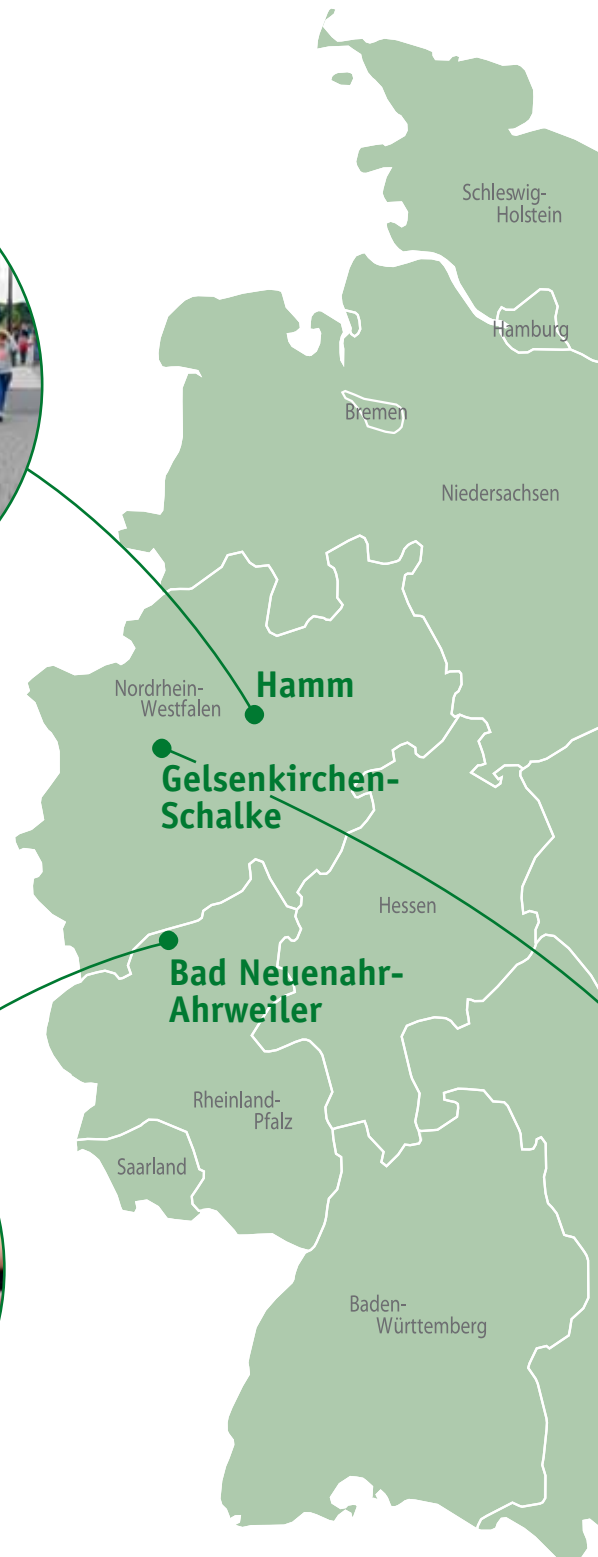 Schleswig-
Holstein
Hamburg
Bremen
Niedersachsen
Hamm
Nordrhein-
Westfalen
Gelsenkirchen-
Schalke
Hessen
Bad Neuenahr-
Ahrweiler
Rheinland-
Pfalz
Saarland
Baden-
Württemberg